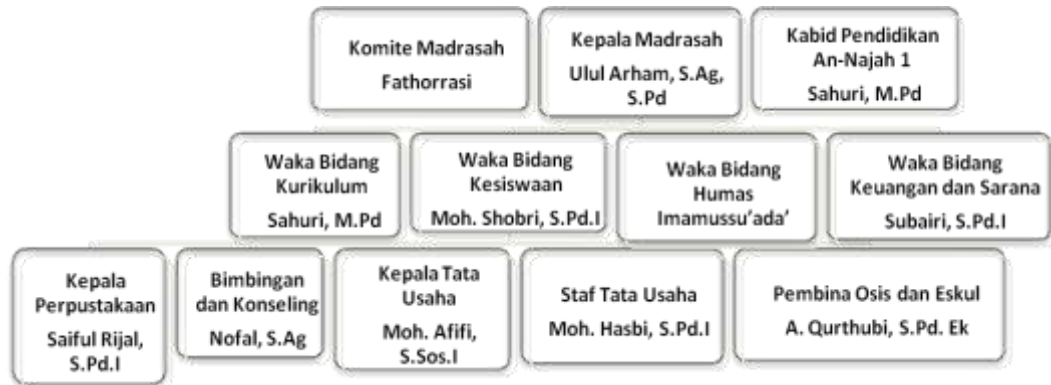 Komite Madrasah
Fathorrasi
Kepala Madrasah
Ulul Arham, S.Ag,
S.Pd
Kabid Pendidikan
An-Najah 1
Sahuri, M.Pd
Waka Bidang
Kurikulum
Sahuri, M.Pd
Waka Bidang
Kesiswaan
Moh. Shobri, S.Pd.I
Waka Bidang
Humas
Imamussu'ada'
Waka Bidang
Keuangan dan Sarana
Subairi, S.Pd.I
Kepala
Perpustakaan
Saiful Rijal,
S.Pd.I
Bimbingan
dan Konseling
Nofal, S.Ag
Kepala Tata
Usaha
Moh. Afifi,
S.Sos.I
Staf Tata Usaha
Moh. Hasbi, S.Pd.I
Pembina Osis dan Eskul
A. Qurthubi, S.Pd. Ek